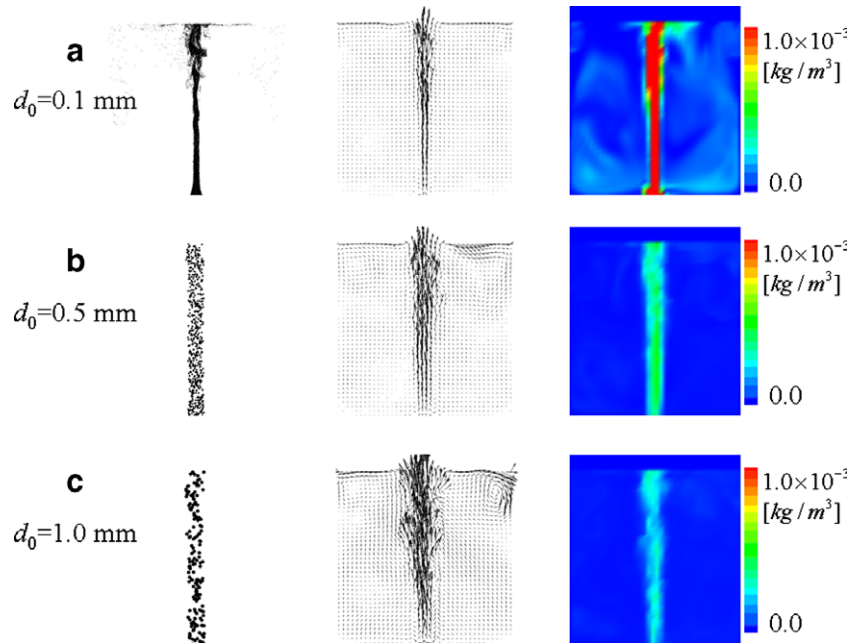 a
d₀=0.1 mm
1.0×10⁻³
[kg/m³]
0.0
b
d₀=0.5 mm
1.0×10⁻³
[kg/m³]
0.0
c
d₀=1.0 mm
1.0×10⁻³
[kg/m³]
0.0